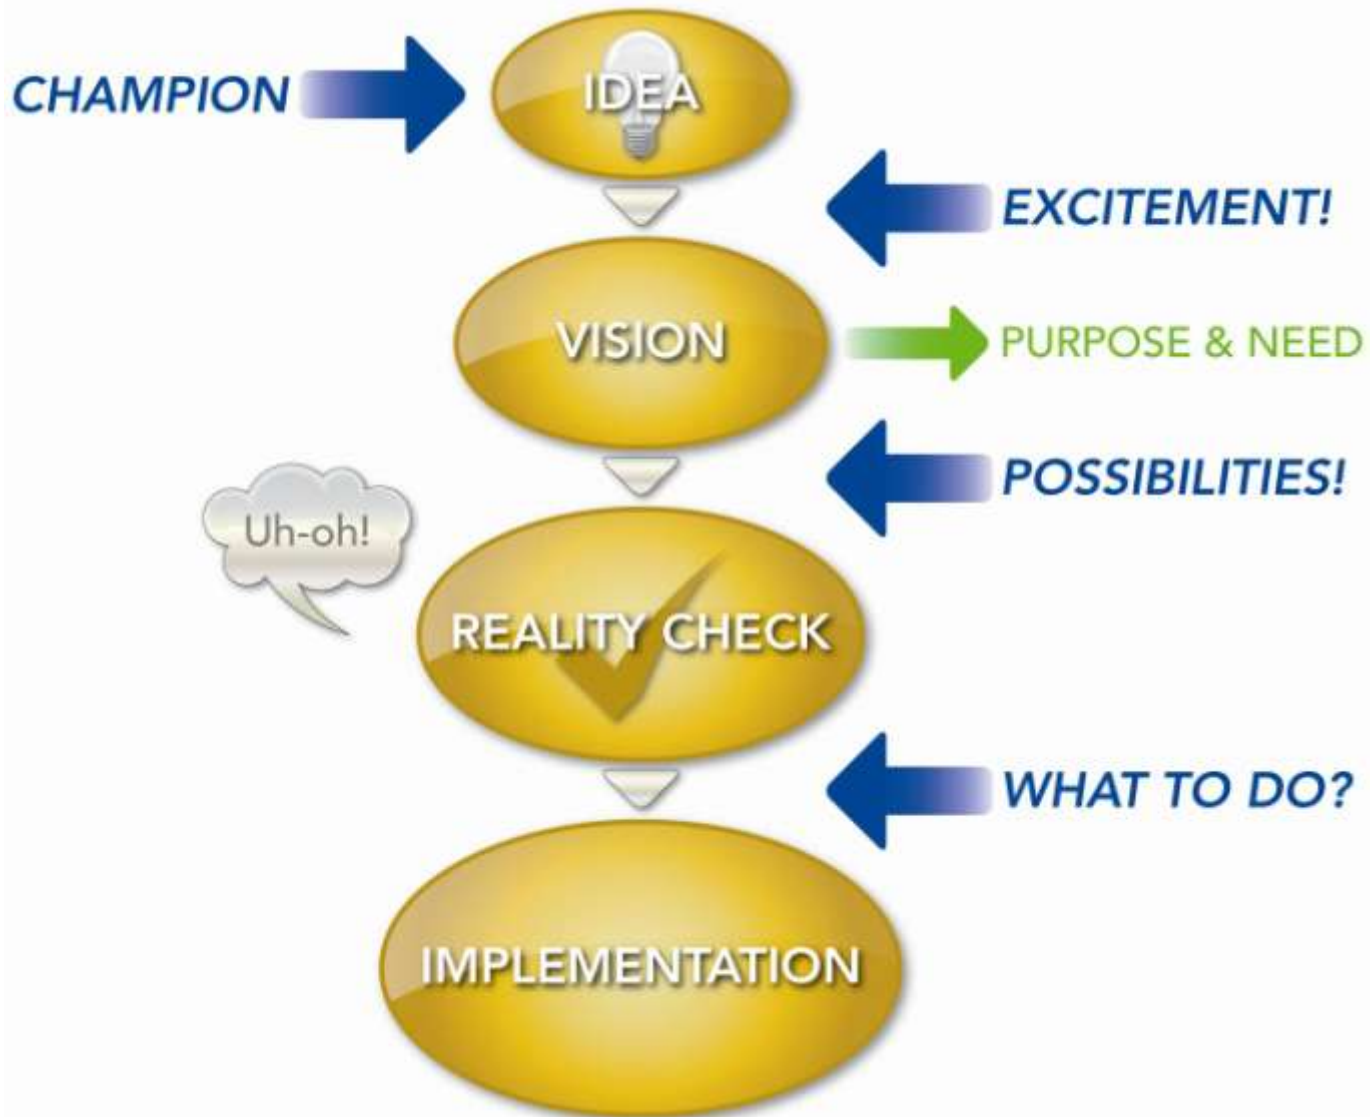 CHAMPION
IDEA
EXCITEMENT!
VISION
PURPOSE & NEED
POSSIBILITIES!
Uh-oh!
REALITY CHECK
WHAT TO DO?
IMPLEMENTATION